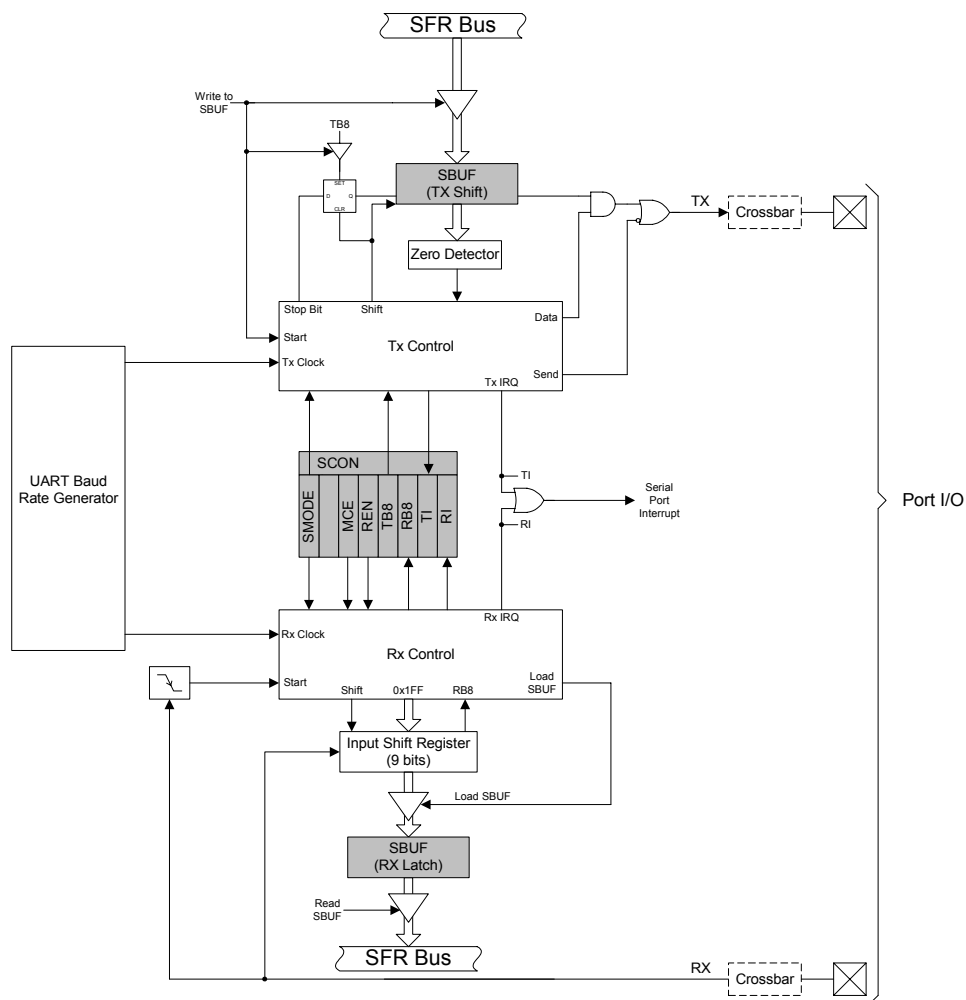 SFR Bus
Write to
SBUF
TB8
SET
D
Q
CLR
SBUF
(TX Shift)
TX
Crossbar
Zero Detector
Stop Bit
Shift
Data
Start
Tx Control
Tx Clock
Send
Tx IRQ
UART Baud
Rate Generator
SCON
SMODE
MCE
REN
TB8
RB8
TI
RI
TI
Serial
Port
Interrupt
RI
Port I/O
Rx IRQ
Rx Clock
Rx Control
Start
Load
SBUF
Shift
0x1FF
RB8
Input Shift Register
(9 bits)
Load SBUF
SBUF
(RX Latch)
Read
SBUF
SFR Bus
RX
Crossbar